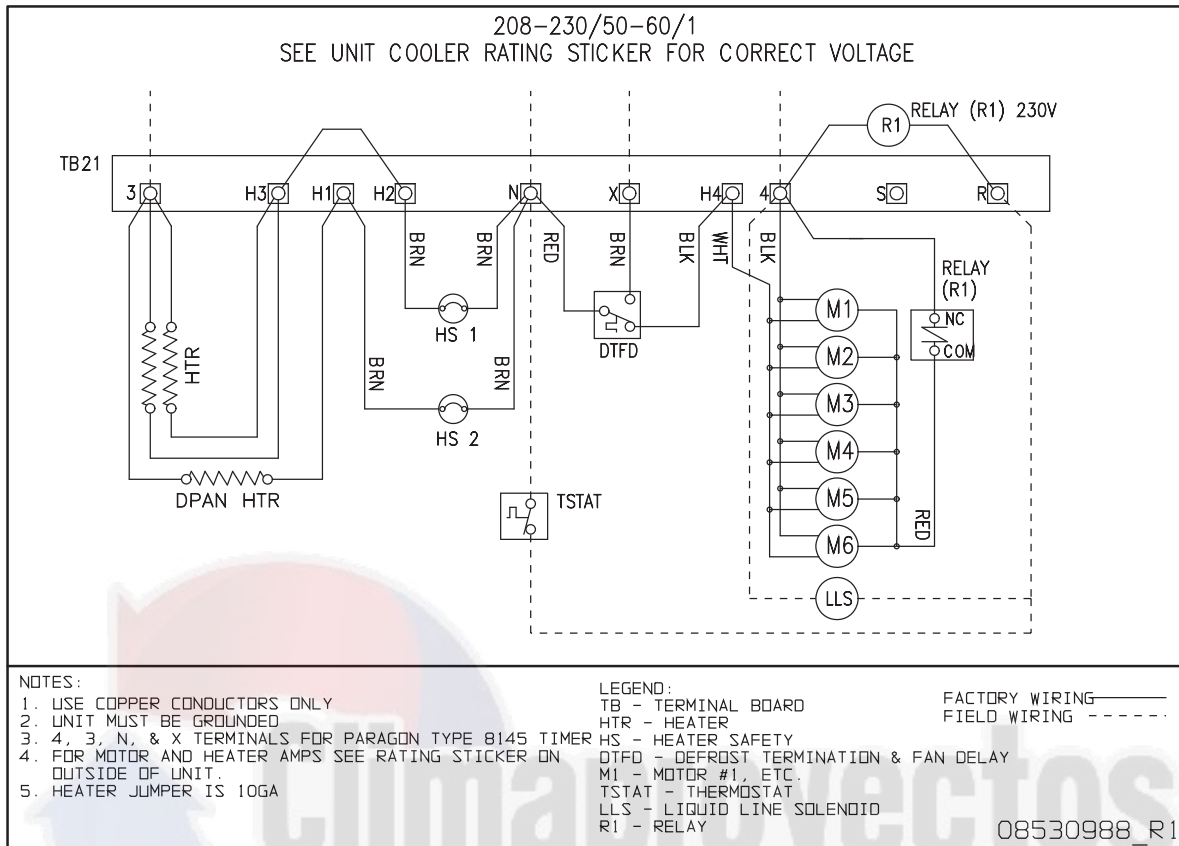 208-230/50-60/1
SEE UNIT COOLER RATING STICKER FOR CORRECT VOLTAGE
RELAY (R1) 230V
R1
TB21
3
H3
H1
H2
N
X
H4
4
S
R
BRN
BRN
RED
BRN
BLK
WHT
BLK
RELAY
(R1)
NC
COM
HS 1
DTFD
M1
M2
M3
M4
M5
M6
HTR
BRN
BRN
HS 2
DPAN HTR
TSTAT
RED
LLS
NOTES:
1. USE COPPER CONDUCTORS ONLY
2. UNIT MUST BE GROUNDED
3. 4, 3, N, & X TERMINALS FOR PARAGON TYPE 8145 TIMER
4. FOR MOTOR AND HEATER AMPS SEE RATING STICKER ON
OUTSIDE OF UNIT.
5. HEATER JUMPER IS 10GA
LEGEND:
TB - TERMINAL BOARD
HTR - HEATER
HS - HEATER SAFETY
DTFD - DEFROST TERMINATION & FAN DELAY
M1 - MOTOR #1, ETC.
TSTAT - THERMOSTAT
LLS - LIQUID LINE SOLENOID
R1 - RELAY
FACTORY WIRING
FIELD WIRING
08530988_R1
Climaproyectos